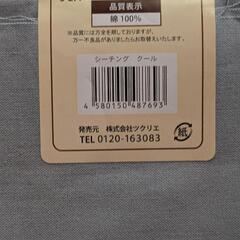 品質表示
綿 100%
※品質には万全を期しておりますが、
万一不良品がありましたらお取替えいたします。
シーチング クール
4 580150 487693
発売元 株式会社ツクリエ
TEL 0120-163083
紙